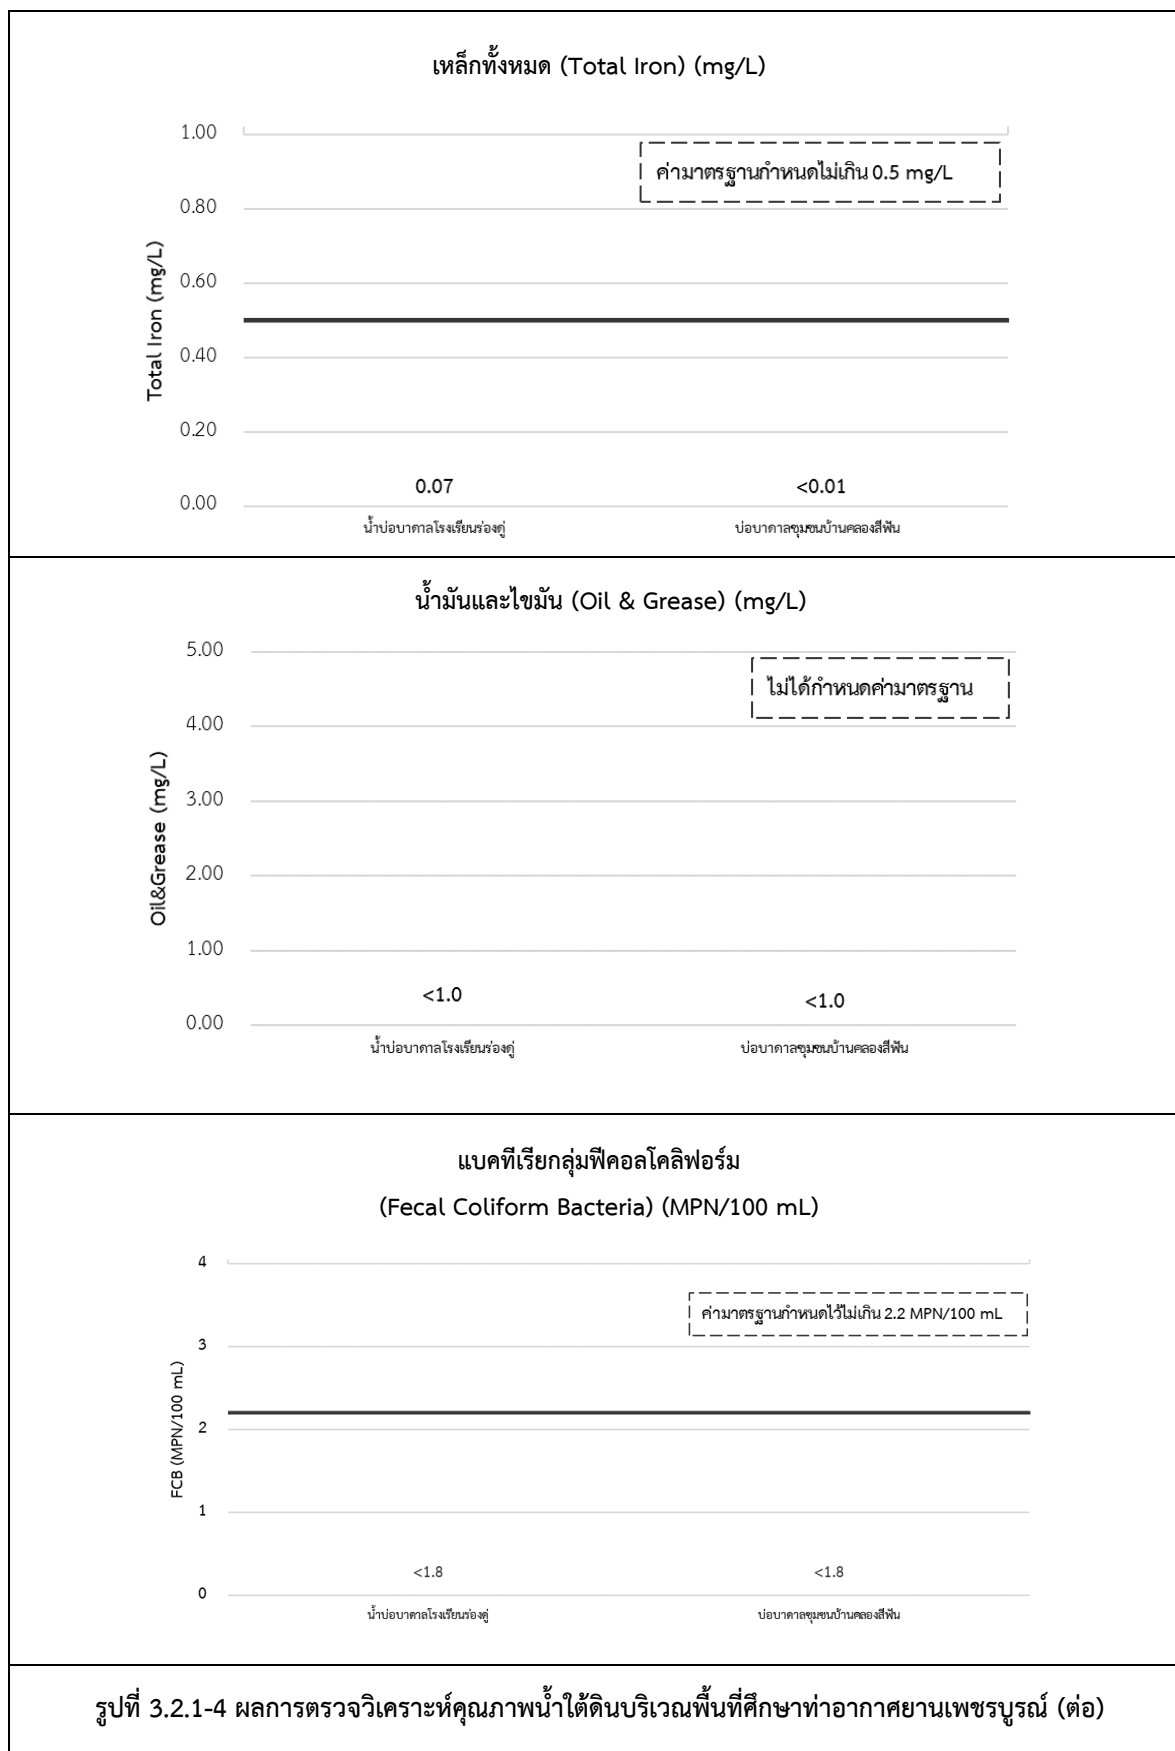 เหล็กทั้งหมด (Total Iron) (mg/L)
1.00
ค่ามาตรฐานกำหนดไม่เกิน 0.5 mg/L
0.80
0.60
Total Iron (mg/L)
0.40
0.20
0.07
<0.01
0.00
น้ำบ่อบาดาลโรงเรียนร่องดู่
บ่อบาดาลชุมชนบ้านคลองสีฟัน
น้ำมันและไขมัน (Oil & Grease) (mg/L)
5.00
ไม่ได้กำหนดค่ามาตรฐาน
4.00
Oil&Grease (mg/L)
3.00
2.00
1.00
<1.0
<1.0
0.00
น้ำบ่อบาดาลโรงเรียนร่องดู่
บ่อบาดาลชุมชนบ้านคลองสีฟัน
แบคทีเรียกลุ่มฟีคอลโคลิฟอร์ม
(Fecal Coliform Bacteria) (MPN/100 mL)
4
ค่ามาตรฐานกำหนดไว้ไม่เกิน 2.2 MPN/100 mL
3
FCB (MPN/100 mL)
2
1
<1.8
<1.8
0
น้ำบ่อบาดาลโรงเรียนร่องดู่
บ่อบาดาลชุมชนบ้านคลองสีฟัน
รูปที่ 3.2.1-4 ผลการตรวจวิเคราะห์คุณภาพน้ำใต้ดินบริเวณพื้นที่ศึกษาท่าอากาศยานเพชรบูรณ์ (ต่อ)